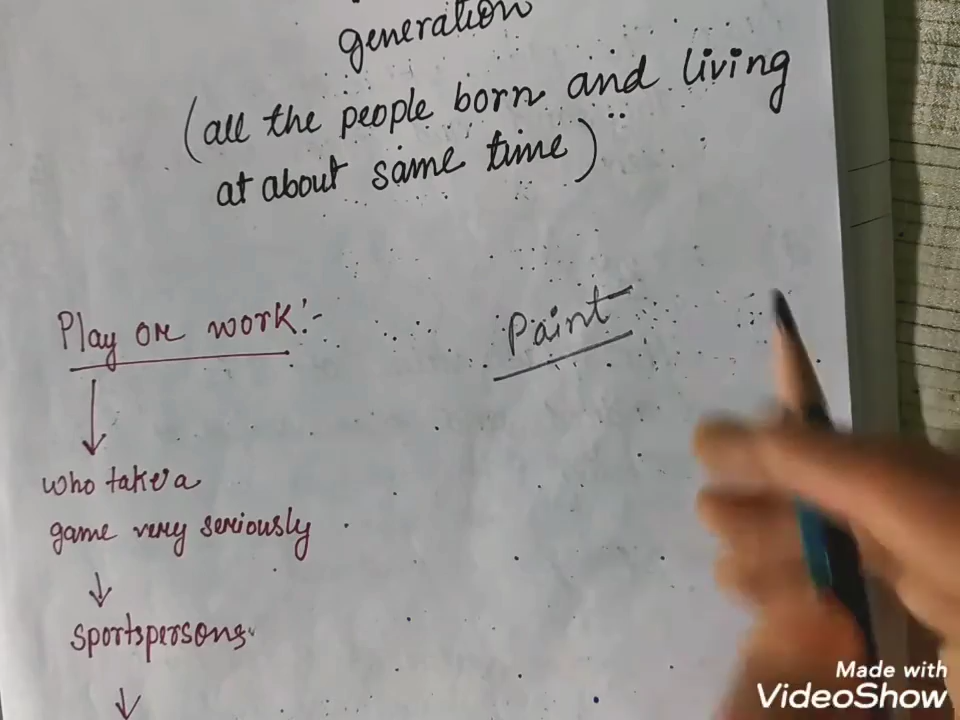 generation
(all the people born and living
at about same time)
Play or work:-
Paint
who take a
game very seriously
sportspersons
Made with
VideoShow